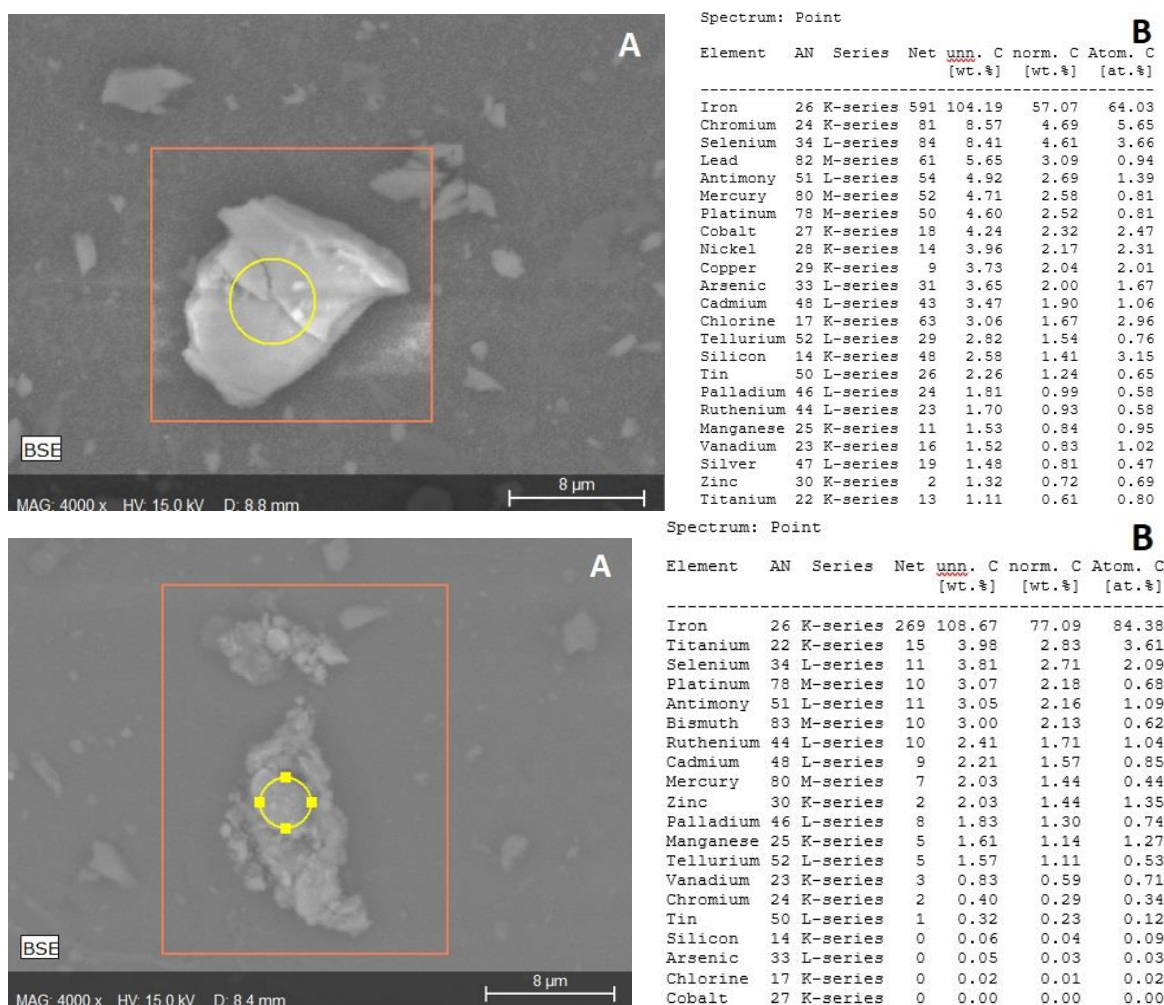 A
BSE
MAG: 4000 x HV: 15.0 kV D: 8.8 mm
8 µm
Spectrum: Point
B
Element AN Series Net unn. C norm. C Atom. C
[wt.%] [wt.%] [at.%]
Iron 26 K-series 591 104.19 57.07 64.03
Chromium 24 K-series 81 8.57 4.69 5.65
Selenium 34 L-series 84 8.41 4.61 3.66
Lead 82 M-series 61 5.65 3.09 0.94
Antimony 51 L-series 54 4.92 2.69 1.39
Mercury 80 M-series 52 4.71 2.58 0.81
Platinum 78 M-series 50 4.60 2.52 0.81
Cobalt 27 K-series 18 4.24 2.32 2.47
Nickel 28 K-series 14 3.96 2.17 2.31
Copper 29 K-series 9 3.73 2.04 2.01
Arsenic 33 L-series 31 3.65 2.00 1.67
Cadmium 48 L-series 43 3.47 1.90 1.06
Chlorine 17 K-series 63 3.06 1.67 2.96
Tellurium 52 L-series 29 2.82 1.54 0.76
Silicon 14 K-series 48 2.58 1.41 3.15
Tin 50 L-series 26 2.26 1.24 0.65
Palladium 46 L-series 24 1.81 0.99 0.58
Ruthenium 44 L-series 23 1.70 0.93 0.58
Manganese 25 K-series 11 1.53 0.84 0.95
Vanadium 23 K-series 16 1.52 0.83 1.02
Silver 47 L-series 19 1.48 0.81 0.47
Zinc 30 K-series 2 1.32 0.72 0.69
Titanium 22 K-series 13 1.11 0.61 0.80
A
BSE
MAG: 4000 x HV: 15.0 kV D: 8.4 mm
8 µm
Spectrum: Point
B
Element AN Series Net unn. C norm. C Atom. C
[wt.%] [wt.%] [at.%]
Iron 26 K-series 269 108.67 77.09 84.38
Titanium 22 K-series 15 3.98 2.83 3.61
Selenium 34 L-series 11 3.81 2.71 2.09
Platinum 78 M-series 10 3.07 2.18 0.68
Antimony 51 L-series 11 3.05 2.16 1.09
Bismuth 83 M-series 10 3.00 2.13 0.62
Ruthenium 44 L-series 10 2.41 1.71 1.04
Cadmium 48 L-series 9 2.21 1.57 0.85
Mercury 80 M-series 7 2.03 1.44 0.44
Zinc 30 K-series 2 2.03 1.44 1.35
Palladium 46 L-series 8 1.83 1.30 0.74
Manganese 25 K-series 5 1.61 1.14 1.27
Tellurium 52 L-series 5 1.57 1.11 0.53
Vanadium 23 K-series 3 0.83 0.59 0.71
Chromium 24 K-series 2 0.40 0.29 0.34
Tin 50 L-series 1 0.32 0.23 0.12
Silicon 14 K-series 0 0.06 0.04 0.09
Arsenic 33 L-series 0 0.05 0.03 0.03
Chlorine 17 K-series 0 0.02 0.01 0.02
Cobalt 27 K-series 0 0.00 0.00 0.00